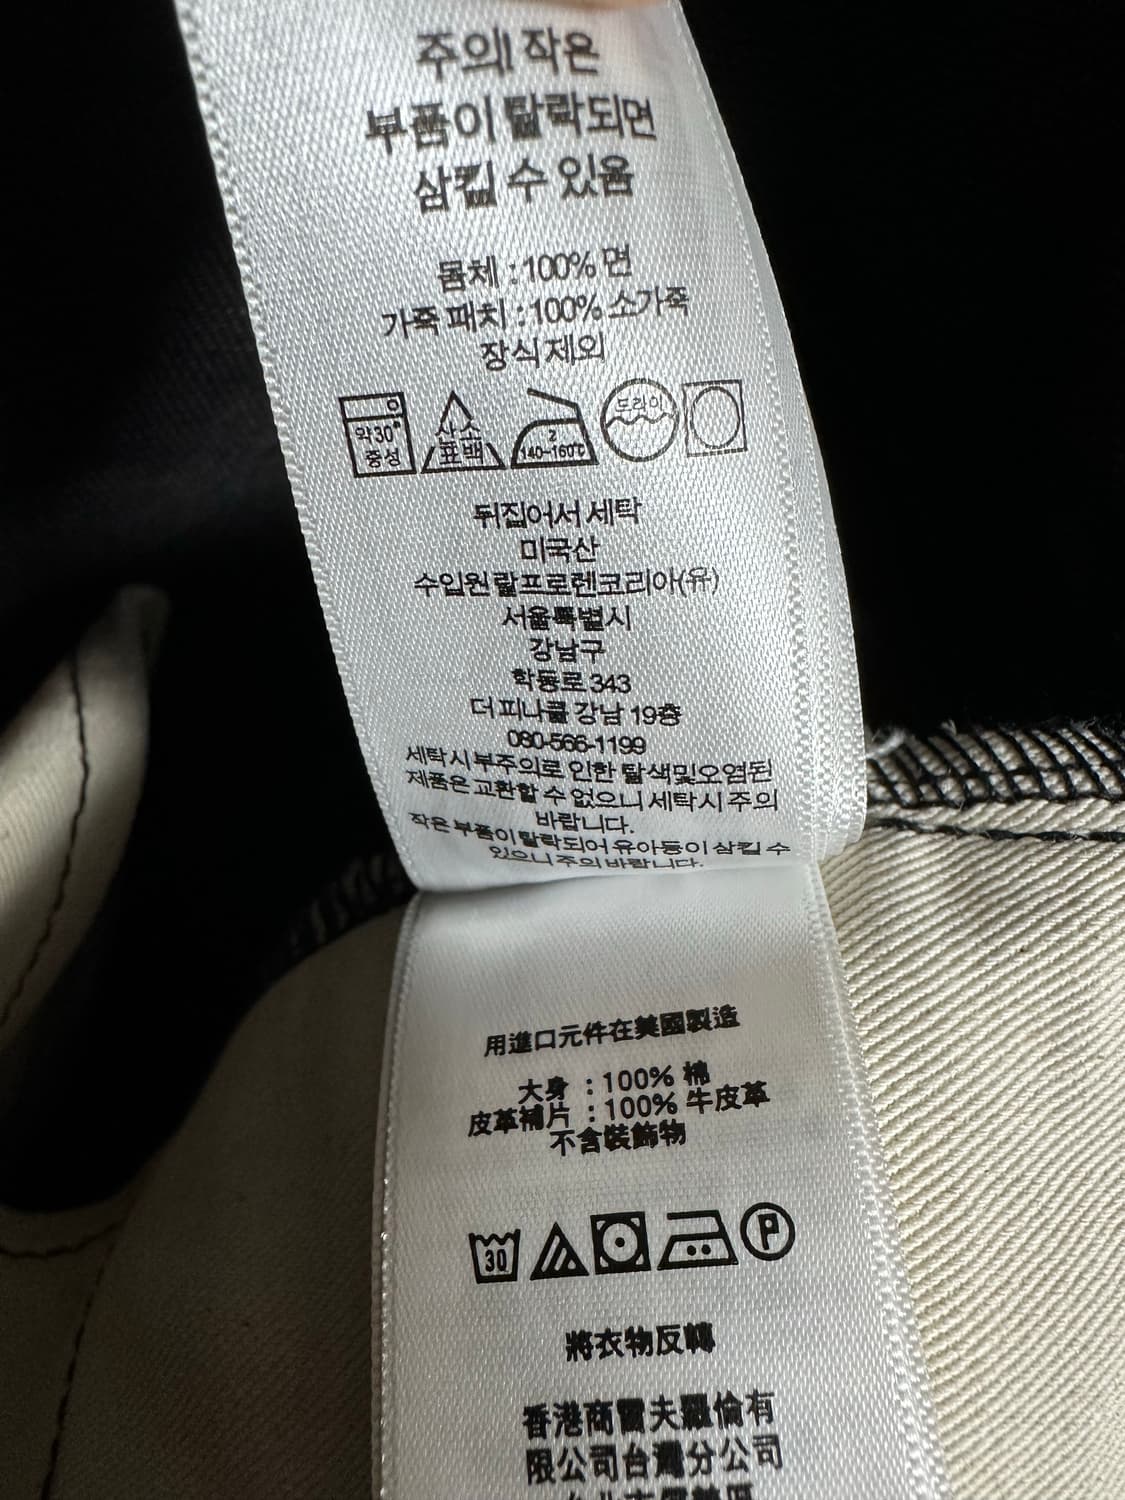 주의! 작은
부품이 탈락되면
삼킬 수 있음
몸체 : 100% 면
가죽 패치 : 100% 소가죽
장식 제외
약 30°
중성
산소
표백
2
140~160℃
드라이
뒤집어서 세탁
미국산
수입원 랄프로렌코리아(유)
서울특별시
강남구
학동로 343
더 피나클 강남 19층
080-566-1199
세탁시 부주의로 인한 탈색및오염된
제품은 교환할 수 없으니 세탁시 주의
바랍니다.
작은 부품이 탈락되어 유아등이 삼킬 수
있으니 주의 바랍니다.
用進口元件在美國製造
大身 : 100% 棉
皮革補片 : 100% 牛皮革
不含裝飾物
30
P
將衣物反轉
香港商雷夫羅倫有
限公司台灣分公司